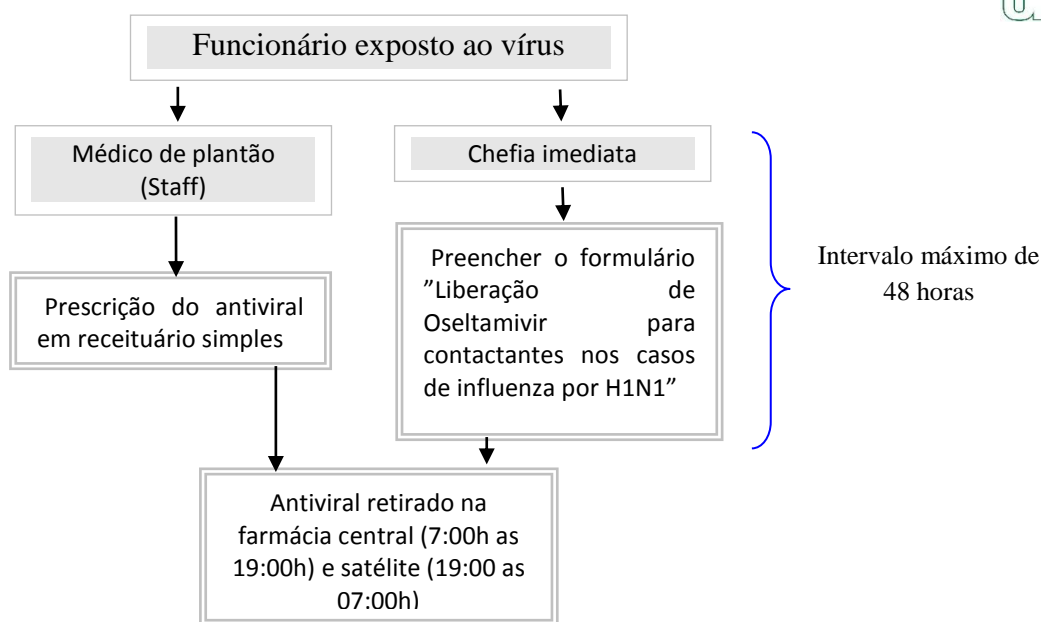 Funcionário exposto ao vírus
Médico de plantão
(Staff)
Chefia imediata
Prescrição do antiviral
em receituário simples
Preencher o formulário
"Liberação de
Oseltamivir para
contactantes nos casos
de influenza por H1N1"
Intervalo máximo de
48 horas
Antiviral retirado na
farmácia central (7:00h as
19:00h) e satélite (19:00 as
07:00h)